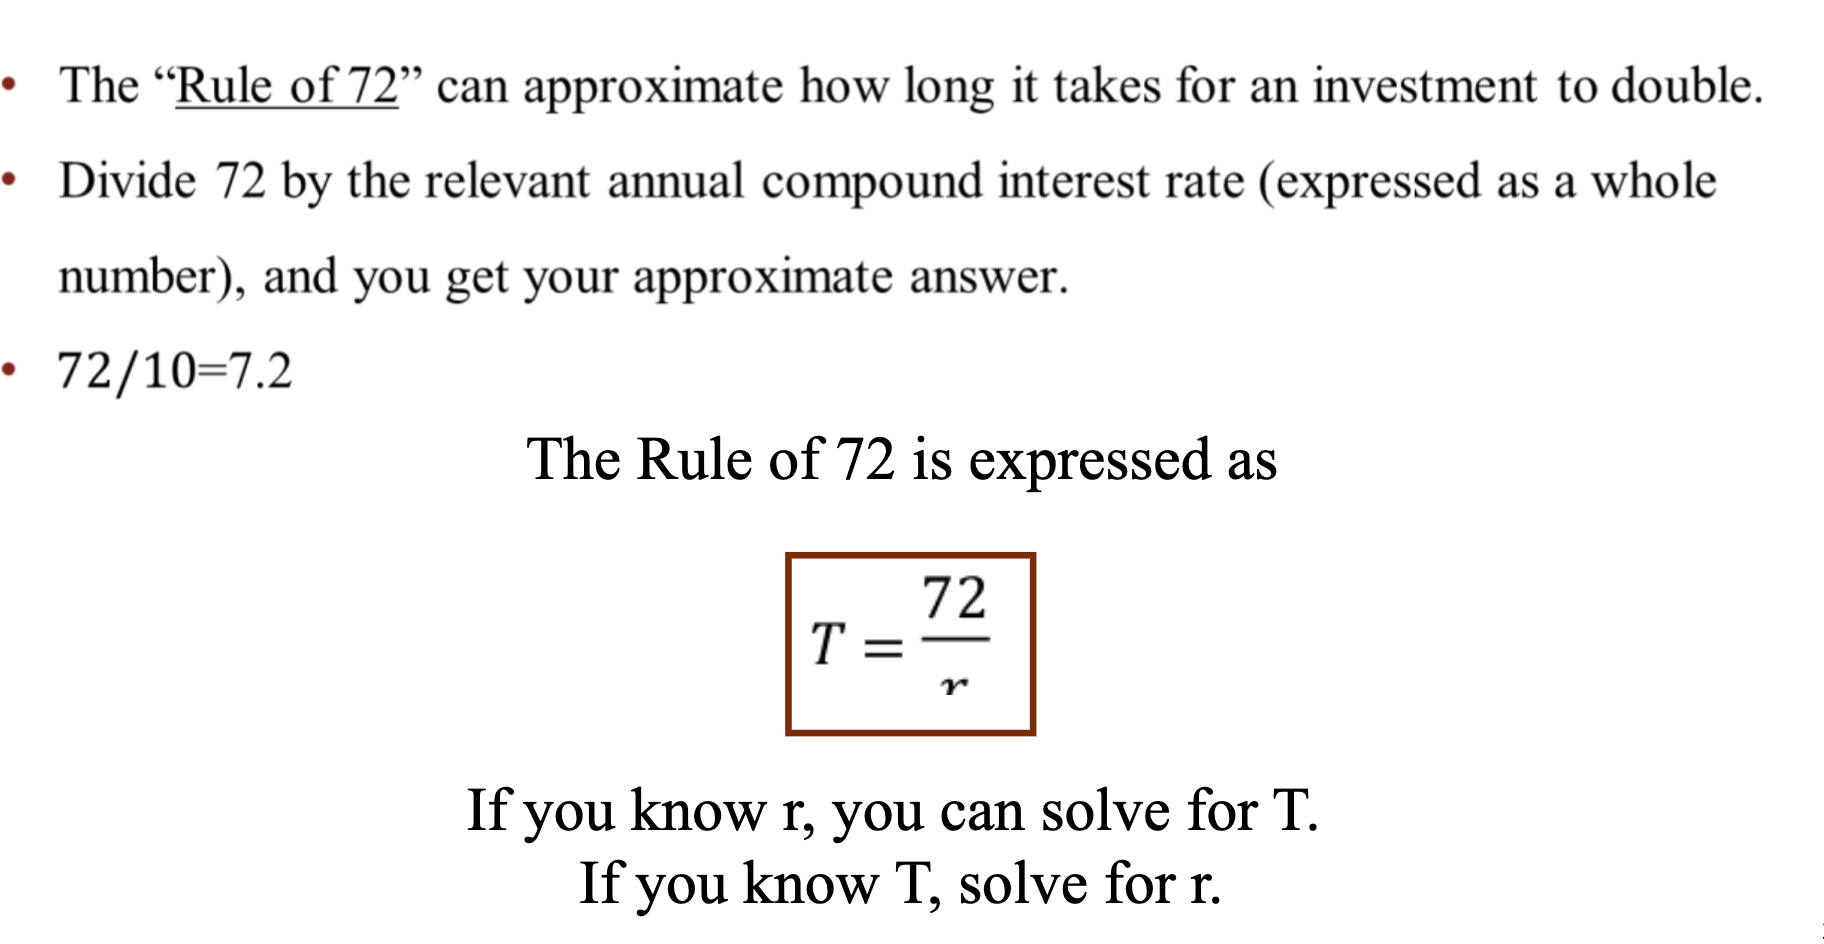 • The “Rule of 72” can approximate how long it takes for an investment to double.
• Divide 72 by the relevant annual compound interest rate (expressed as a whole
number), and you get your approximate answer.
• 72/10=7.2
The Rule of 72 is expressed as
T = 72/r
If you know r, you can solve for T.
If you know T, solve for r.